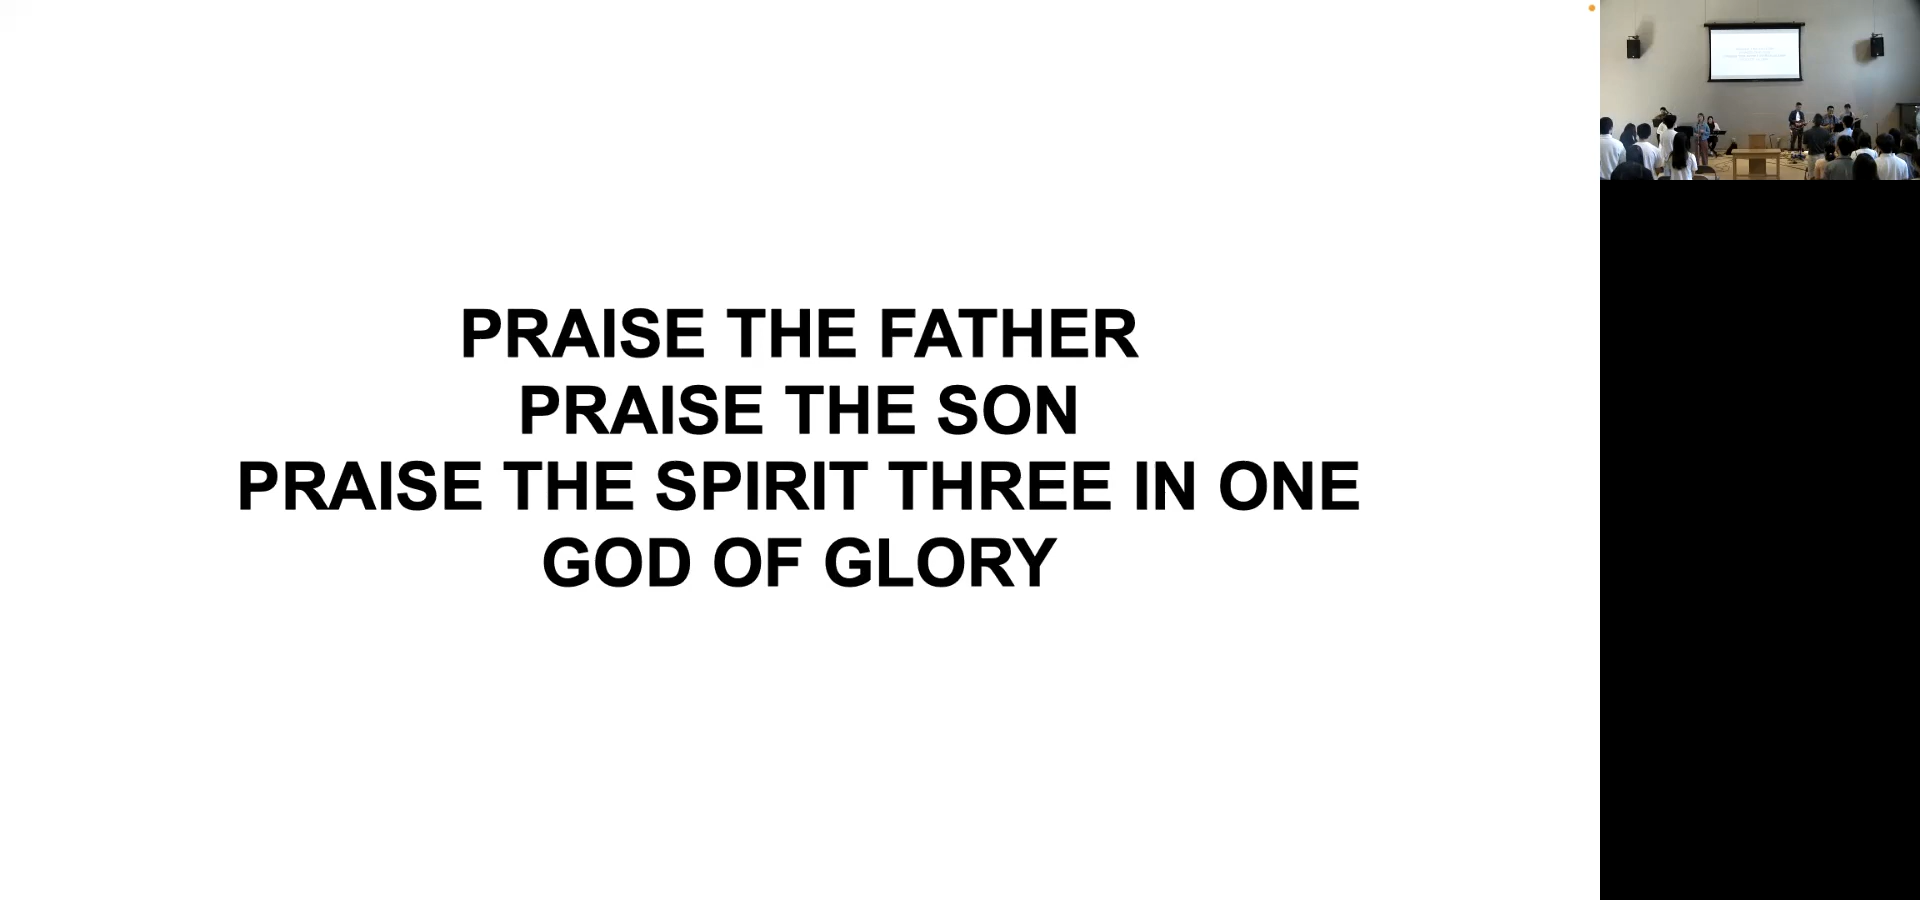 PRAISE THE FATHER
PRAISE THE SON
PRAISE THE SPIRIT THREE IN ONE
GOD OF GLORY